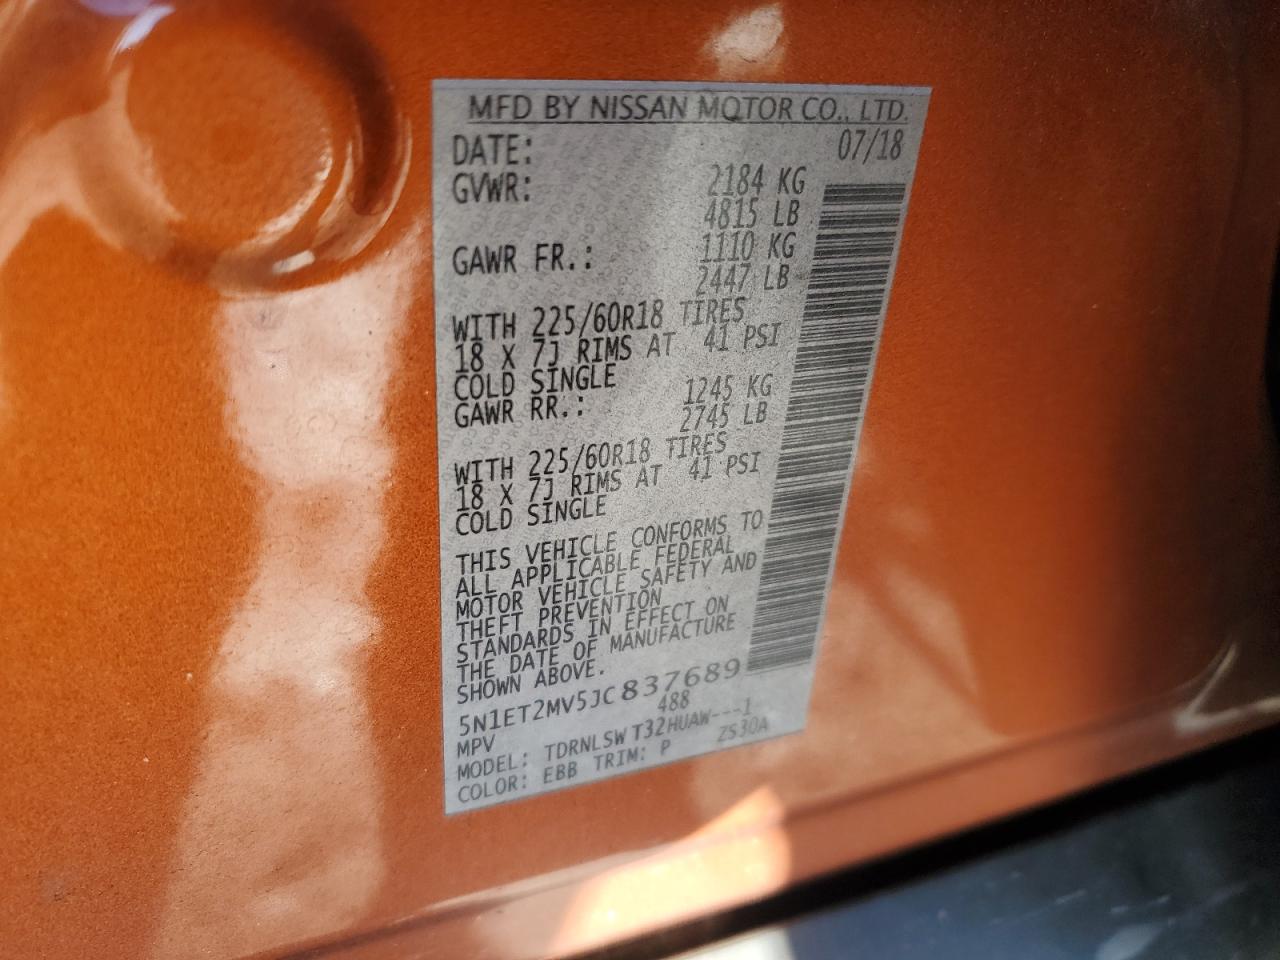 MFD BY NISSAN MOTOR CO., LTD.
DATE: 07/18
GVWR: 2184 KG
4815 LB
GAWR FR.: 1110 KG
2447 LB
WITH 225/60R18 TIRES
18 X 7J RIMS AT 41 PSI
COLD SINGLE
GAWR RR.: 1245 KG
2745 LB
WITH 225/60R18 TIRES
18 X 7J RIMS AT 41 PSI
COLD SINGLE
THIS VEHICLE CONFORMS TO
ALL APPLICABLE FEDERAL
MOTOR VEHICLE SAFETY AND
THEFT PREVENTION
STANDARDS IN EFFECT ON
THE DATE OF MANUFACTURE
SHOWN ABOVE.
5N1ET2MV5JC837689
MPV 488
MODEL: TDRNLSW T32HUAW---1
COLOR: EBB TRIM: P ZS30A